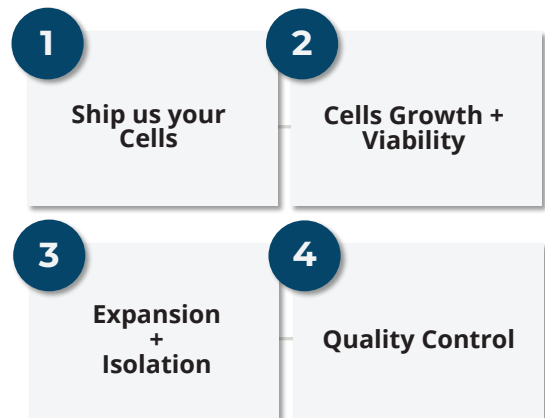 1
Ship us your
Cells
2
Cells Growth +
Viability
3
Expansion
+
Isolation
4
Quality Control